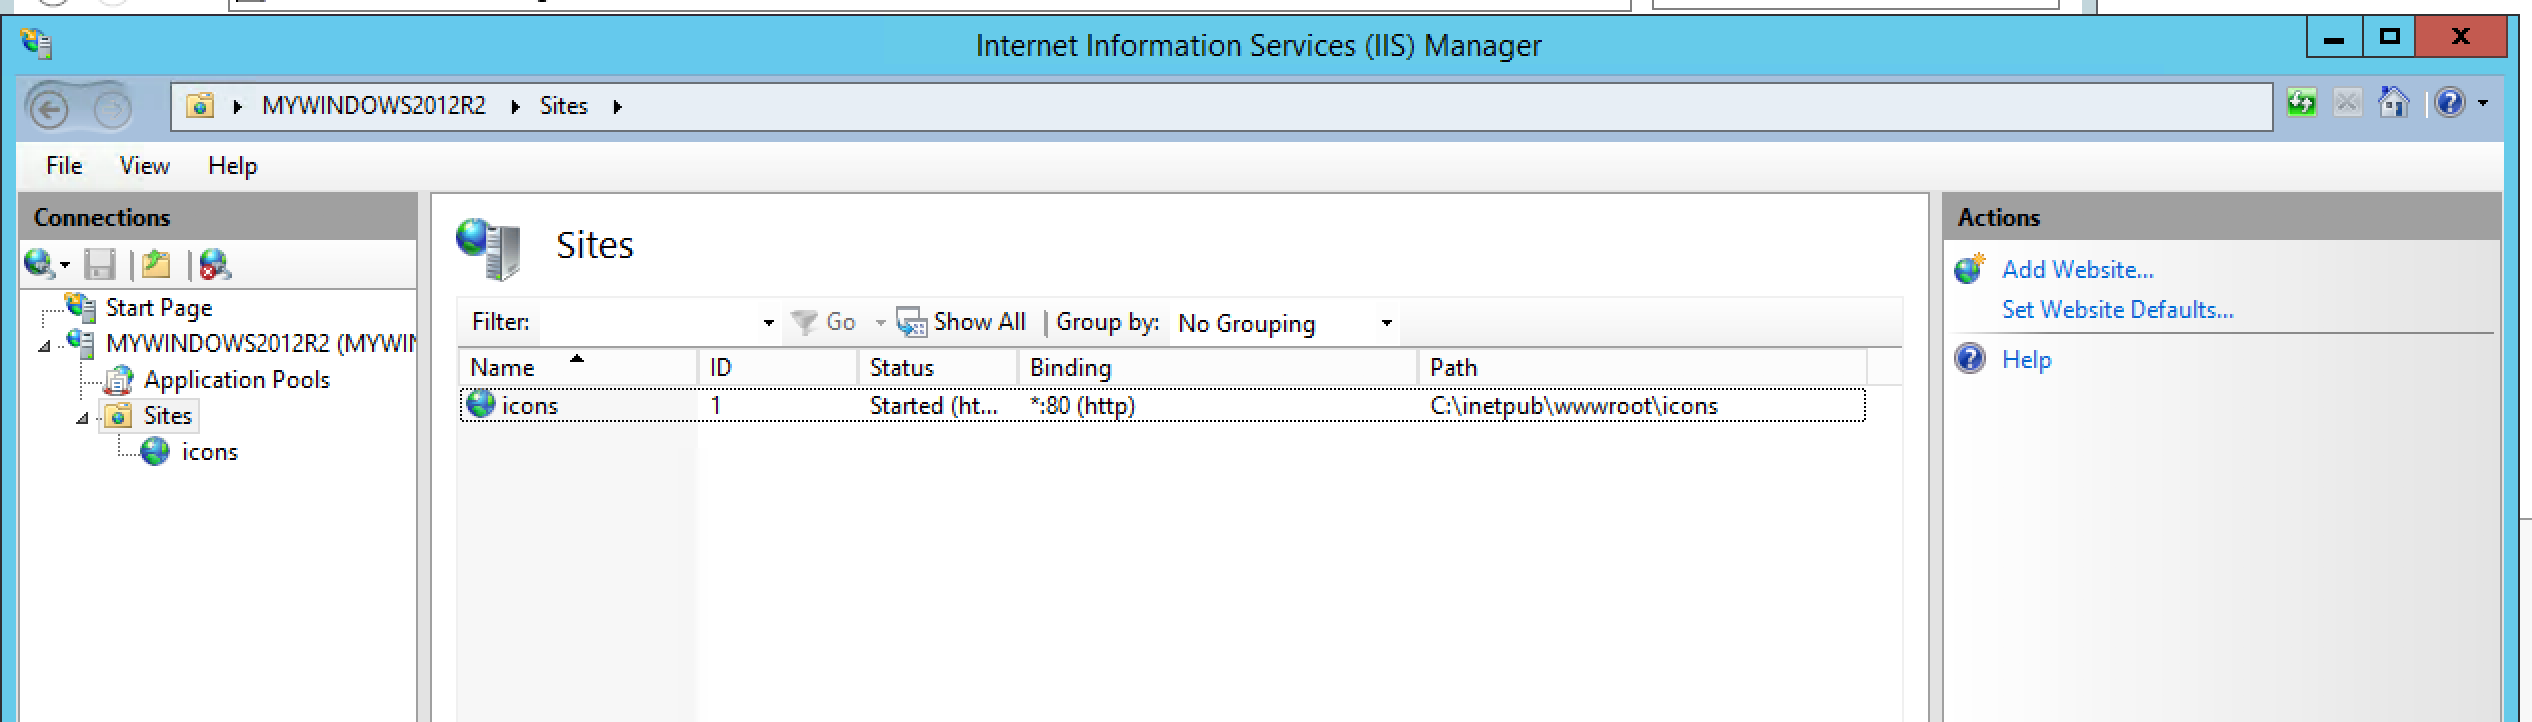 Internet Information Services (IIS) Manager
MYWINDOWS2012R2 Sites
File View Help
Connections
Start Page
MYWINDOWS2012R2 (MYWIN
Application Pools
Sites
icons
Sites
Filter: Go Show All Group by: No Grouping
Name ID Status Binding Path
icons 1 Started (ht... *:80 (http) C:\inetpub\wwwroot\icons
Actions
Add Website...
Set Website Defaults...
Help